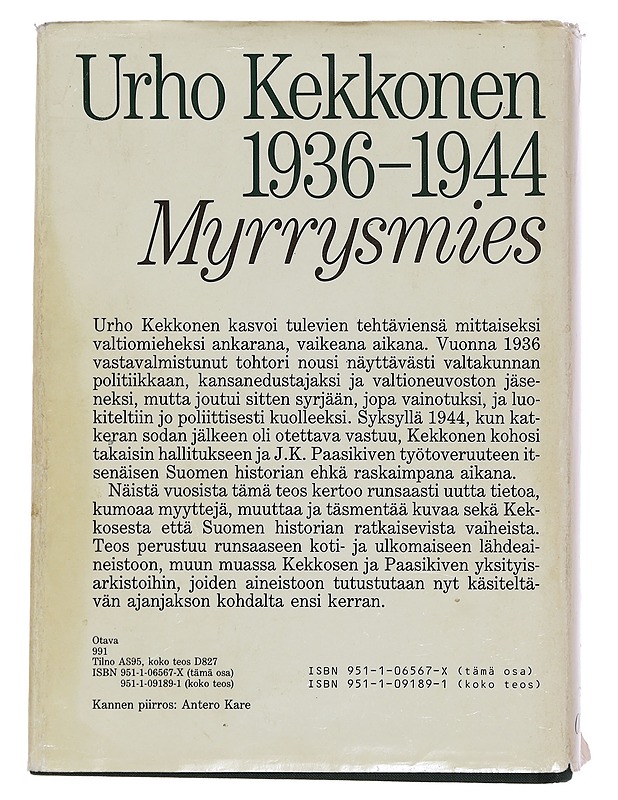 Urho Kekkonen
1936–1944
Myrrysmies
Urho Kekkonen kasvoi tulevien tehtäviensä mittaiseksi
valtiomieheksi ankarana, vaikeana aikana. Vuonna 1936
vastavalmistunut tohtori nousi näyttävästi valtakunnan
politiikkaan, kansanedustajaksi ja valtioneuvoston jäse-
neksi, mutta joutui sitten syrjään, jopa vainotuksi, ja luo-
kiteltiin jo poliittisesti kuolleeksi. Syksyllä 1944, kun kat-
keran sodan jälkeen oli otettava vastuu, Kekkonen kohosi
takaisin hallitukseen ja J.K. Paasikiven työtoveruuteen it-
senäisen Suomen historian ehkä raskaimpana aikana.
Näistä vuosista tämä teos kertoo runsaasti uutta tietoa,
kumoaa myyttejä, muuttaa ja täsmentää kuvaa sekä Kek-
kosesta että Suomen historian ratkaisevista vaiheista.
Teos perustuu runsaaseen koti- ja ulkomaiseen lähdeai-
neistoon, muun muassa Kekkosen ja Paasikiven yksityis-
arkistoihin, joiden aineistoon tutustutaan nyt käsiteltä-
vän ajanjakson kohdalta ensi kerran.
Otava
991
Tilno AS95, koko teos D827
ISBN 951-1-06567-X (tämä osa)
951-1-09189-1 (koko teos)
ISBN 951-1-06567-X (tämä osa)
ISBN 951-1-09189-1 (koko teos)
Kannen piirros: Antero Kare